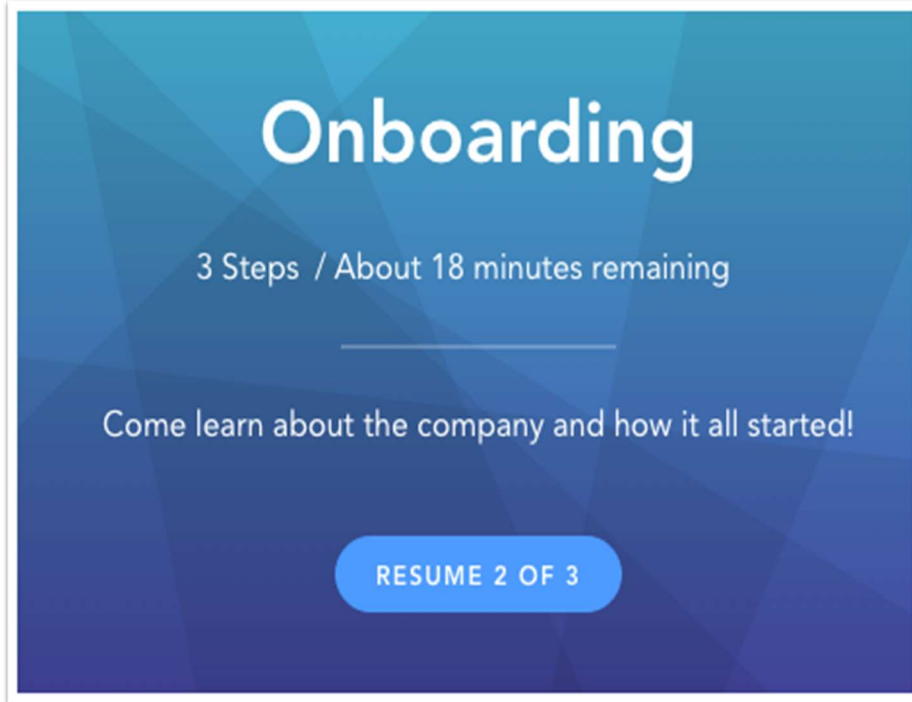 Onboarding
3 Steps / About 18 minutes remaining
Come learn about the company and how it all started!
RESUME 2 OF 3